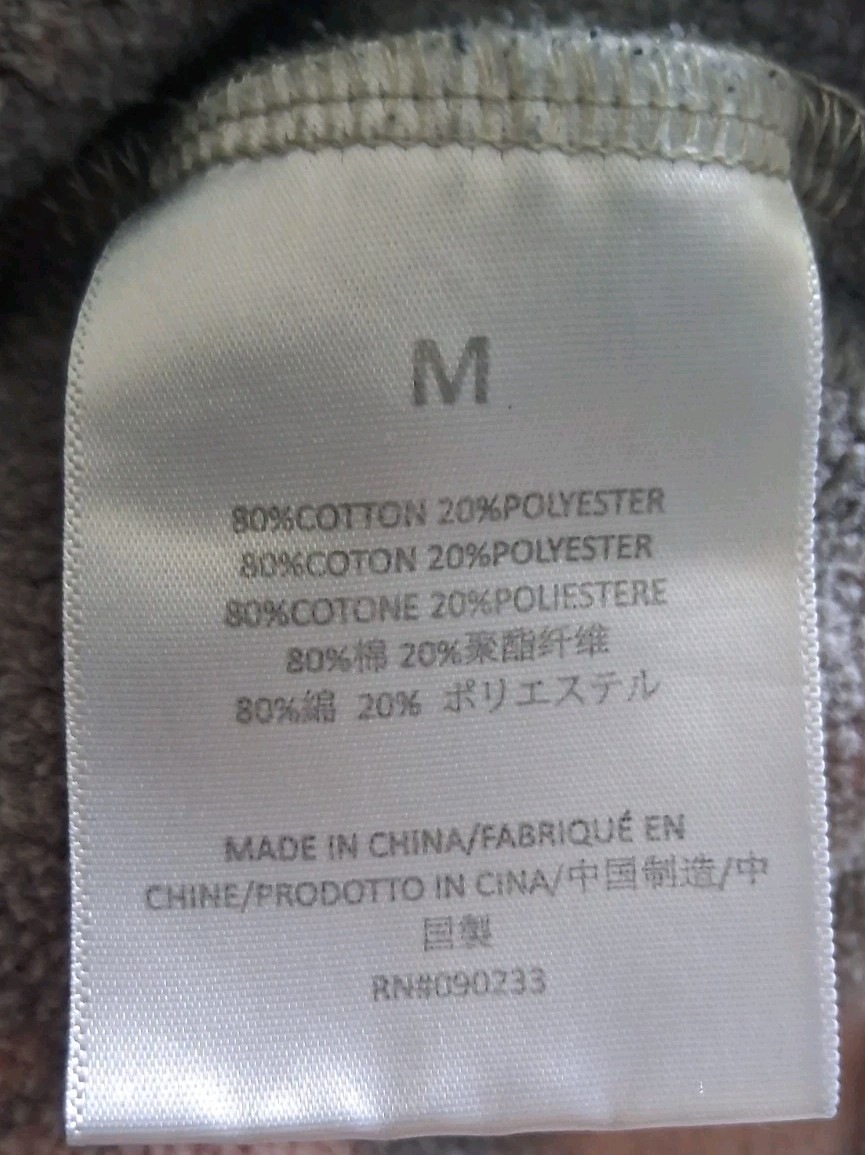 M
80%COTTON 20%POLYESTER
80%COTON 20%POLYESTER
80%COTONE 20%POLIESTERE
80%棉 20%聚酯纤维
80%綿 20% ポリエステル
MADE IN CHINA/FABRIQUÉ EN
CHINE/PRODOTTO IN CINA/中国制造/中
国製
RN#090233